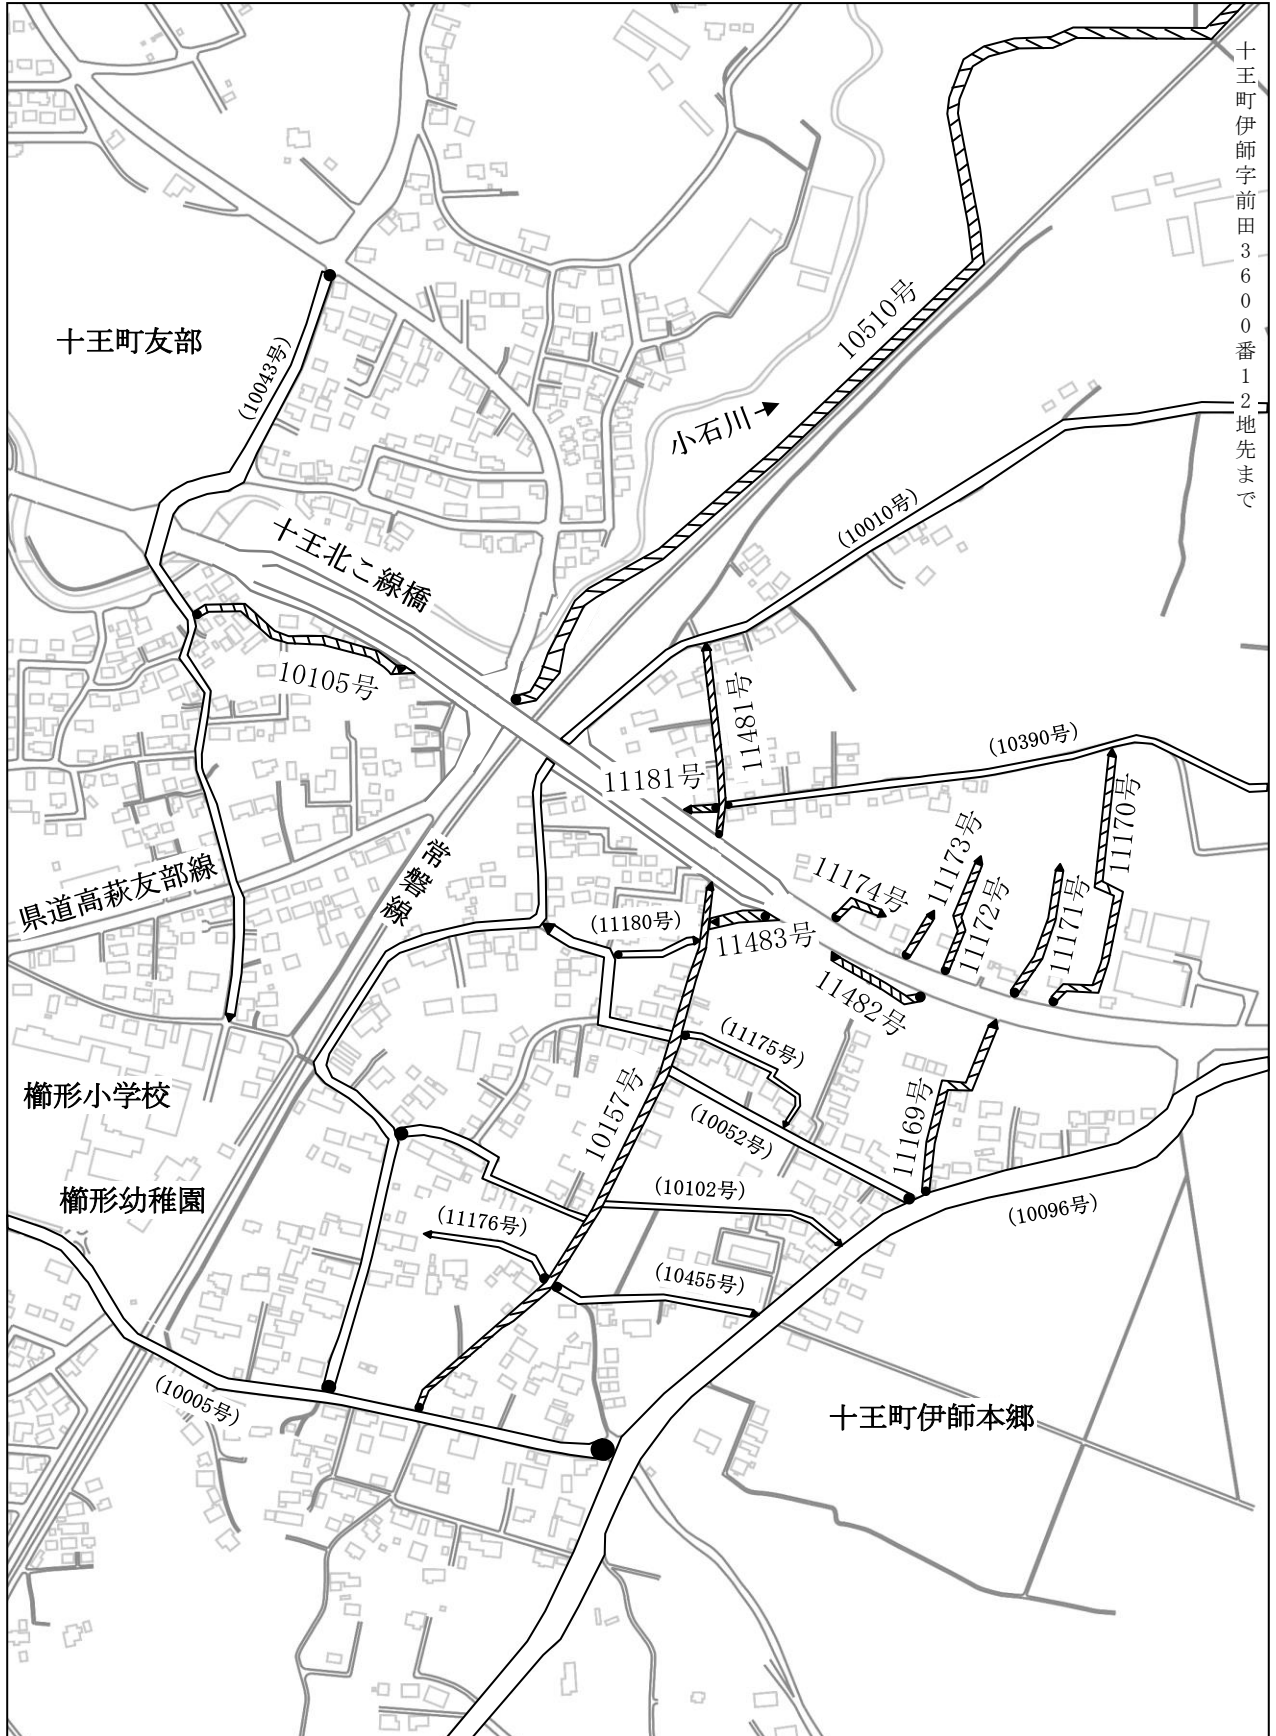 十王町伊師字前田3600番12地先まで
10510号
十王町友部
(10043号)
小石川→
(10010号)
十王北こ線橋
10105号
11481号
(10390号)
11181号
11170号
11173号
常磐線
県道高萩友部線
11174号
11172号
11171号
(11180号)
11483号
11482号
(11175号)
櫛形小学校
10157号
11169号
(10052号)
櫛形幼稚園
(10102号)
(10096号)
(11176号)
(10455号)
(10005号)
十王町伊師本郷